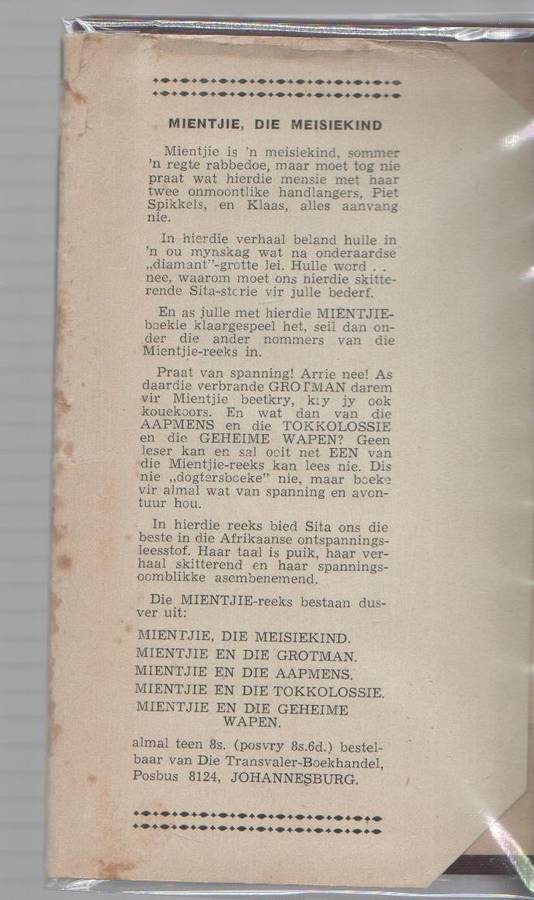 MIENTJIE, DIE MEISIEKIND
Mientjie is 'n meisiekind, sommer
'n regte rabbedoe, maar moet tog nie
praat wat hierdie mensie met haar
twee onmoontlike handlangers, Piet
Spikkels, en Klaas, alles aanvang
nie.
In hierdie verhaal beland hulle in
'n ou mynskag wat na onderaardse
„diamant"-grotte lei. Hulle word . .
nee, waarom moet ons hierdie skitte-
rende Sita-storie vir julle bederf.
En as julle met hierdie MIENTJIE-
boekie klaargespeel het, seil dan on-
der die ander nommers van die
Mientjie-reeks in.
Praat van spanning! Arrie nee! As
daardie verbrande GROTMAN darem
vir Mientjie beetkry, kry jy ook
kouekoors. En wat dan van die
AAPMENS en die TOKKOLOSSIE
en die GEHEIME WAPEN? Geen
leser kan en sal ooit net EEN van
die Mientjie-reeks kan lees nie. Dis
nie „dogtersboeke" nie, maar boeke
vir almal wat van spanning en avon-
tuur hou.
In hierdie reeks bied Sita ons die
beste in die Afrikaanse ontspannings-
leesstof. Haar taal is puik, haar ver-
haal skitterend en haar spannings-
oomblikke asembenemend.
Die MIENTJIE-reeks bestaan dus-
ver uit:
MIENTJIE, DIE MEISIEKIND.
MIENTJIE EN DIE GROTMAN.
MIENTJIE EN DIE AAPMENS.
MIENTJIE EN DIE TOKKOLOSSIE.
MIENTJIE EN DIE GEHEIME
WAPEN.
almal teen 8s. (posvry 8s.6d.) bestel-
baar van Die Transvaler-Boekhandel,
Posbus 8124, JOHANNESBURG.